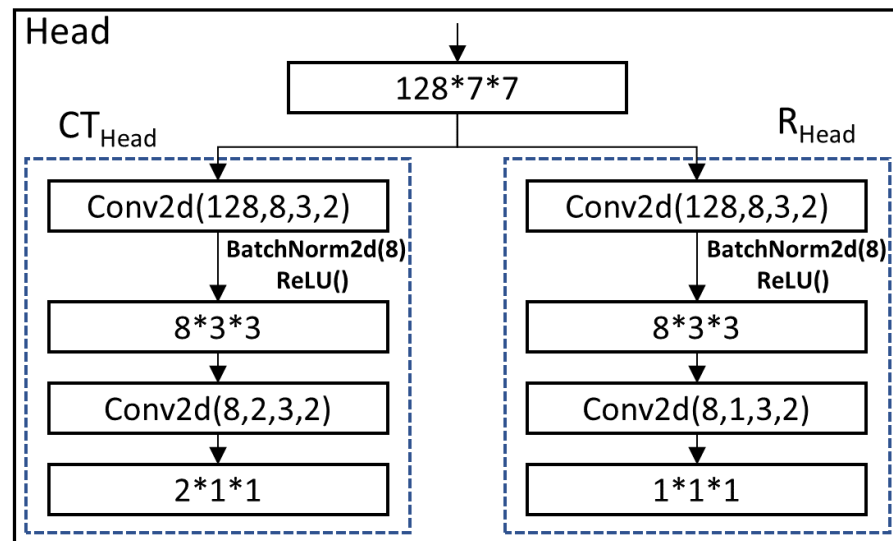 Head
128*7*7
CT_Head
Conv2d(128,8,3,2)
BatchNorm2d(8)
ReLU()
8*3*3
Conv2d(8,2,3,2)
2*1*1
R_Head
Conv2d(128,8,3,2)
BatchNorm2d(8)
ReLU()
8*3*3
Conv2d(8,1,3,2)
1*1*1